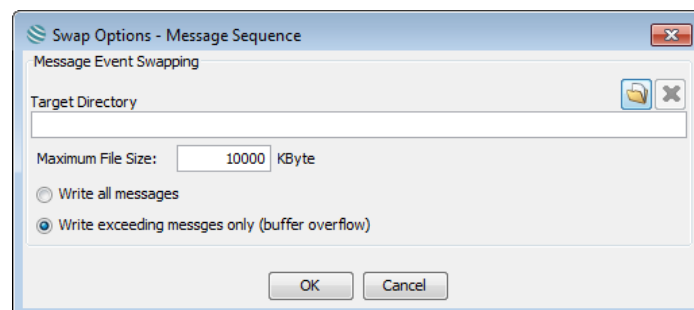 Swap Options - Message Sequence
Message Event Swapping
Target Directory
Maximum File Size: 10000 KByte
Write all messages
Write exceeding messges only (buffer overflow)
OK Cancel